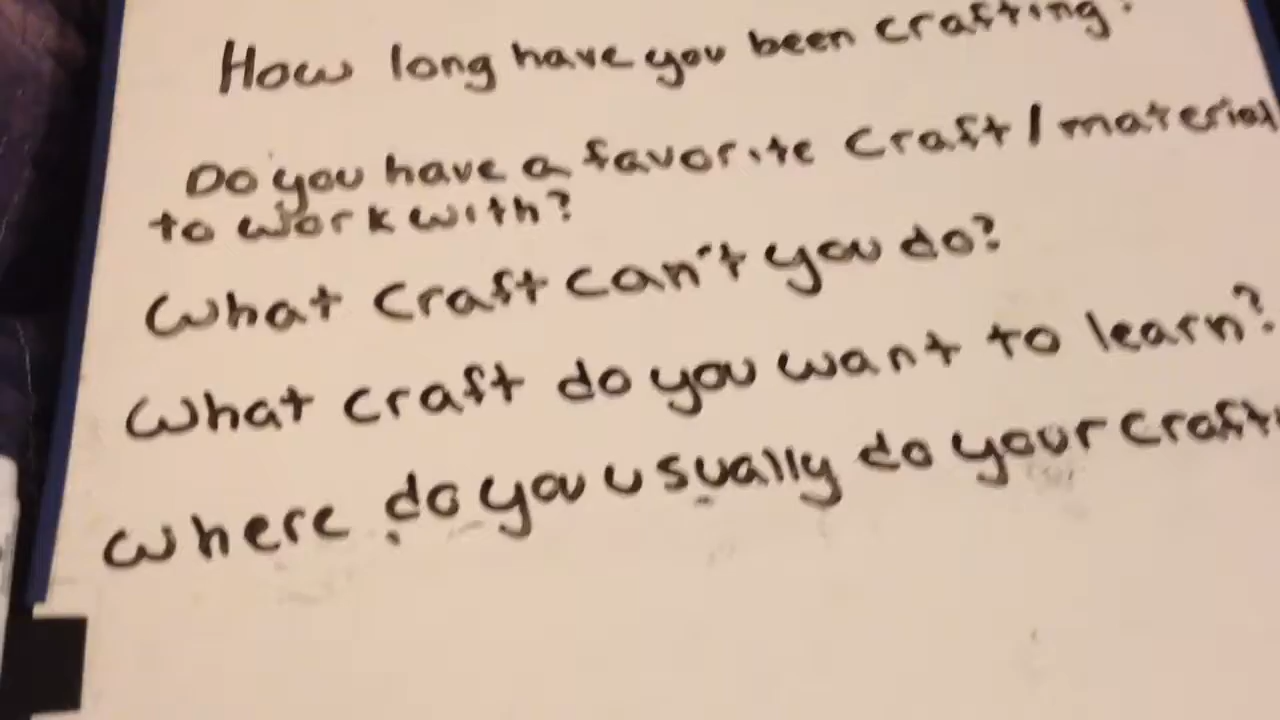 How long have you been crafting?
Do you have a favorite craft/material
to work with?
What craft can't you do?
What craft do you want to learn?
Where do you usually do your